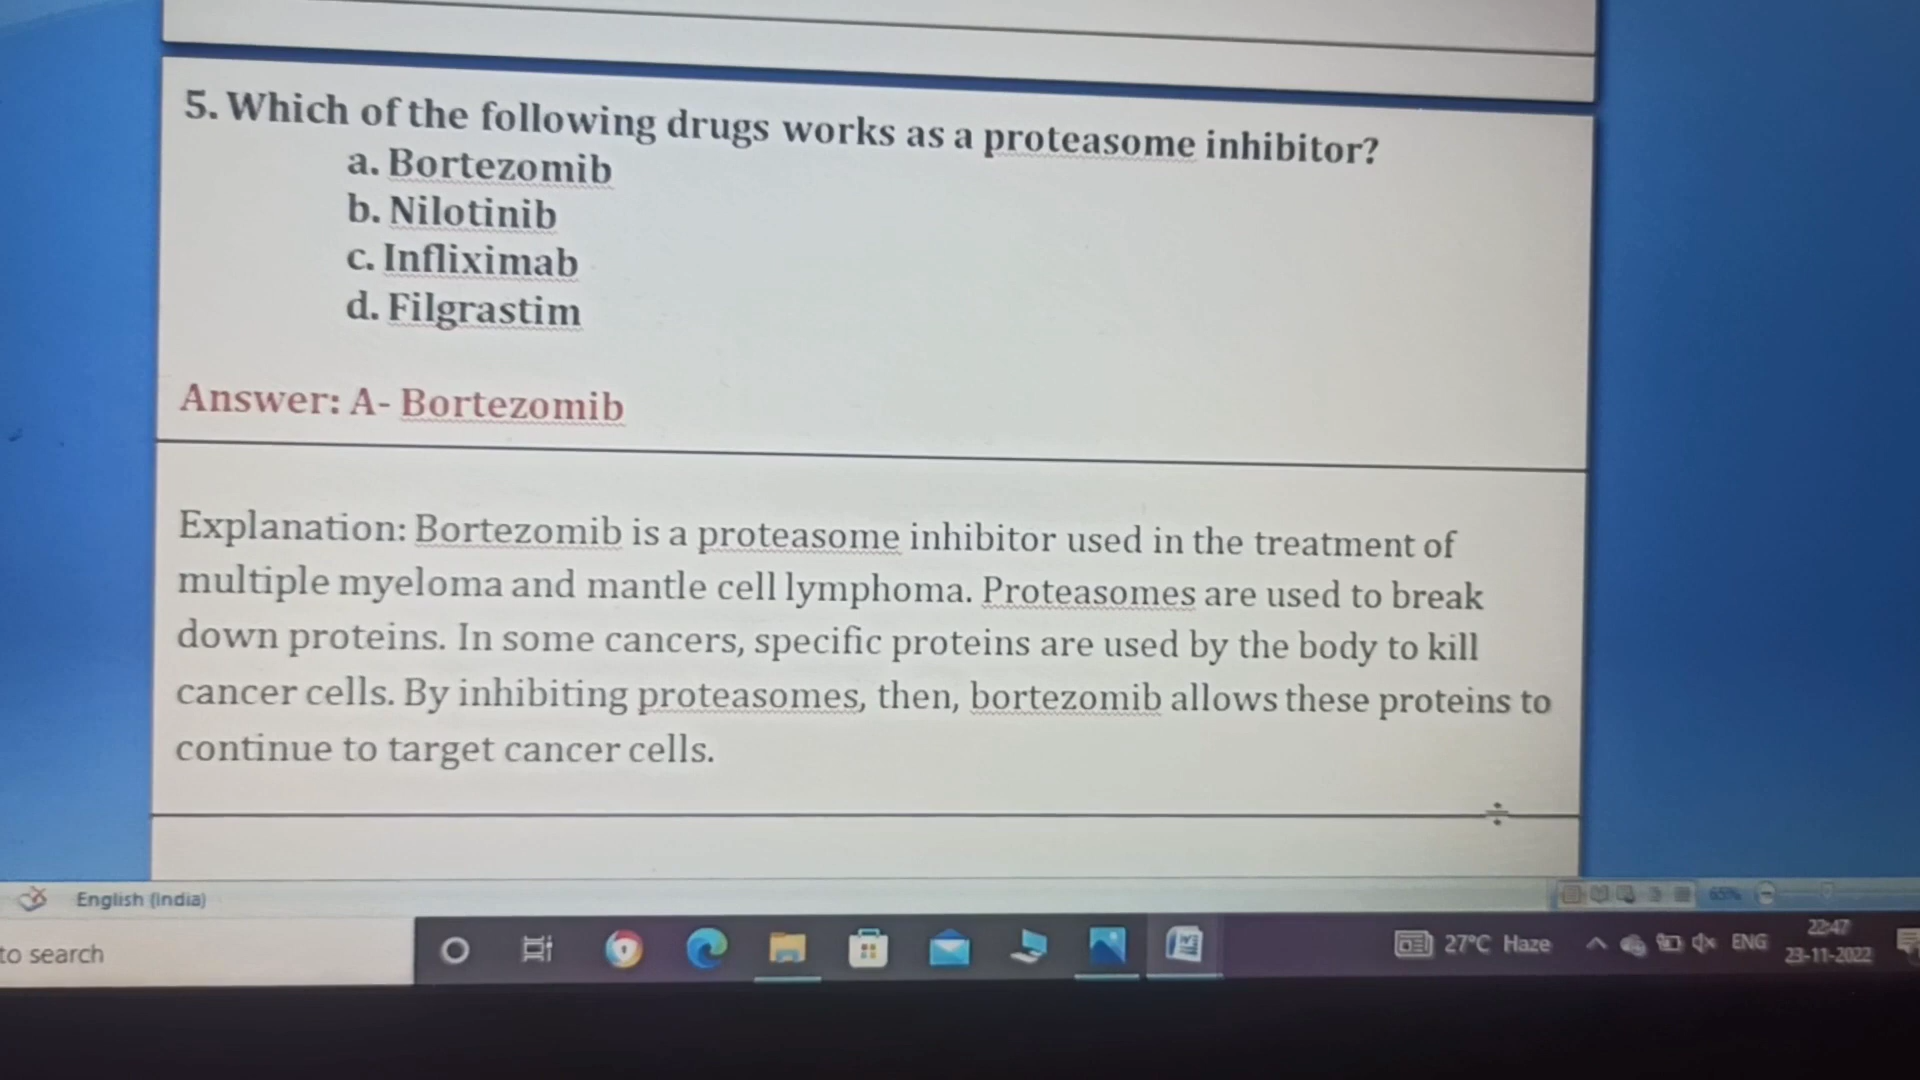 5. Which of the following drugs works as a proteasome inhibitor?
a. Bortezomib
b. Nilotinib
c. Infliximab
d. Filgrastim
Answer: A- Bortezomib
Explanation: Bortezomib is a proteasome inhibitor used in the treatment of
multiple myeloma and mantle cell lymphoma. Proteasomes are used to break
down proteins. In some cancers, specific proteins are used by the body to kill
cancer cells. By inhibiting proteasomes, then, bortezomib allows these proteins to
continue to target cancer cells.
English (India)
65%
to search
27°C Haze
ENG
22:47
23-11-2022